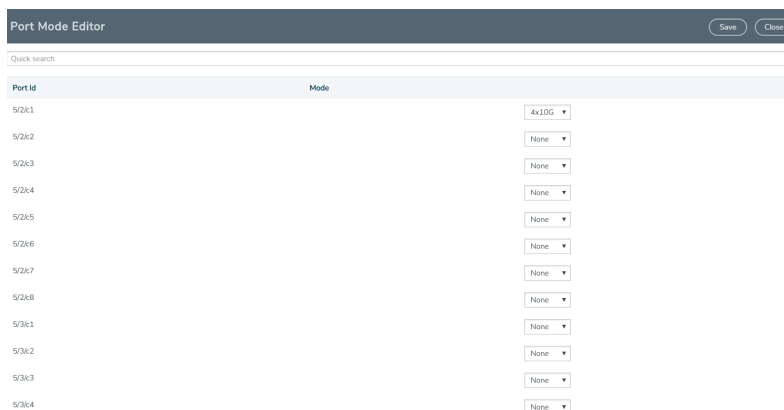 Port Mode Editor Save Close
Quick search
Port Id Mode
5/2/c1 4x10G
5/2/c2 None
5/2/c3 None
5/2/c4 None
5/2/c5 None
5/2/c6 None
5/2/c7 None
5/2/c8 None
5/3/c1 None
5/3/c2 None
5/3/c3 None
5/3/c4 None